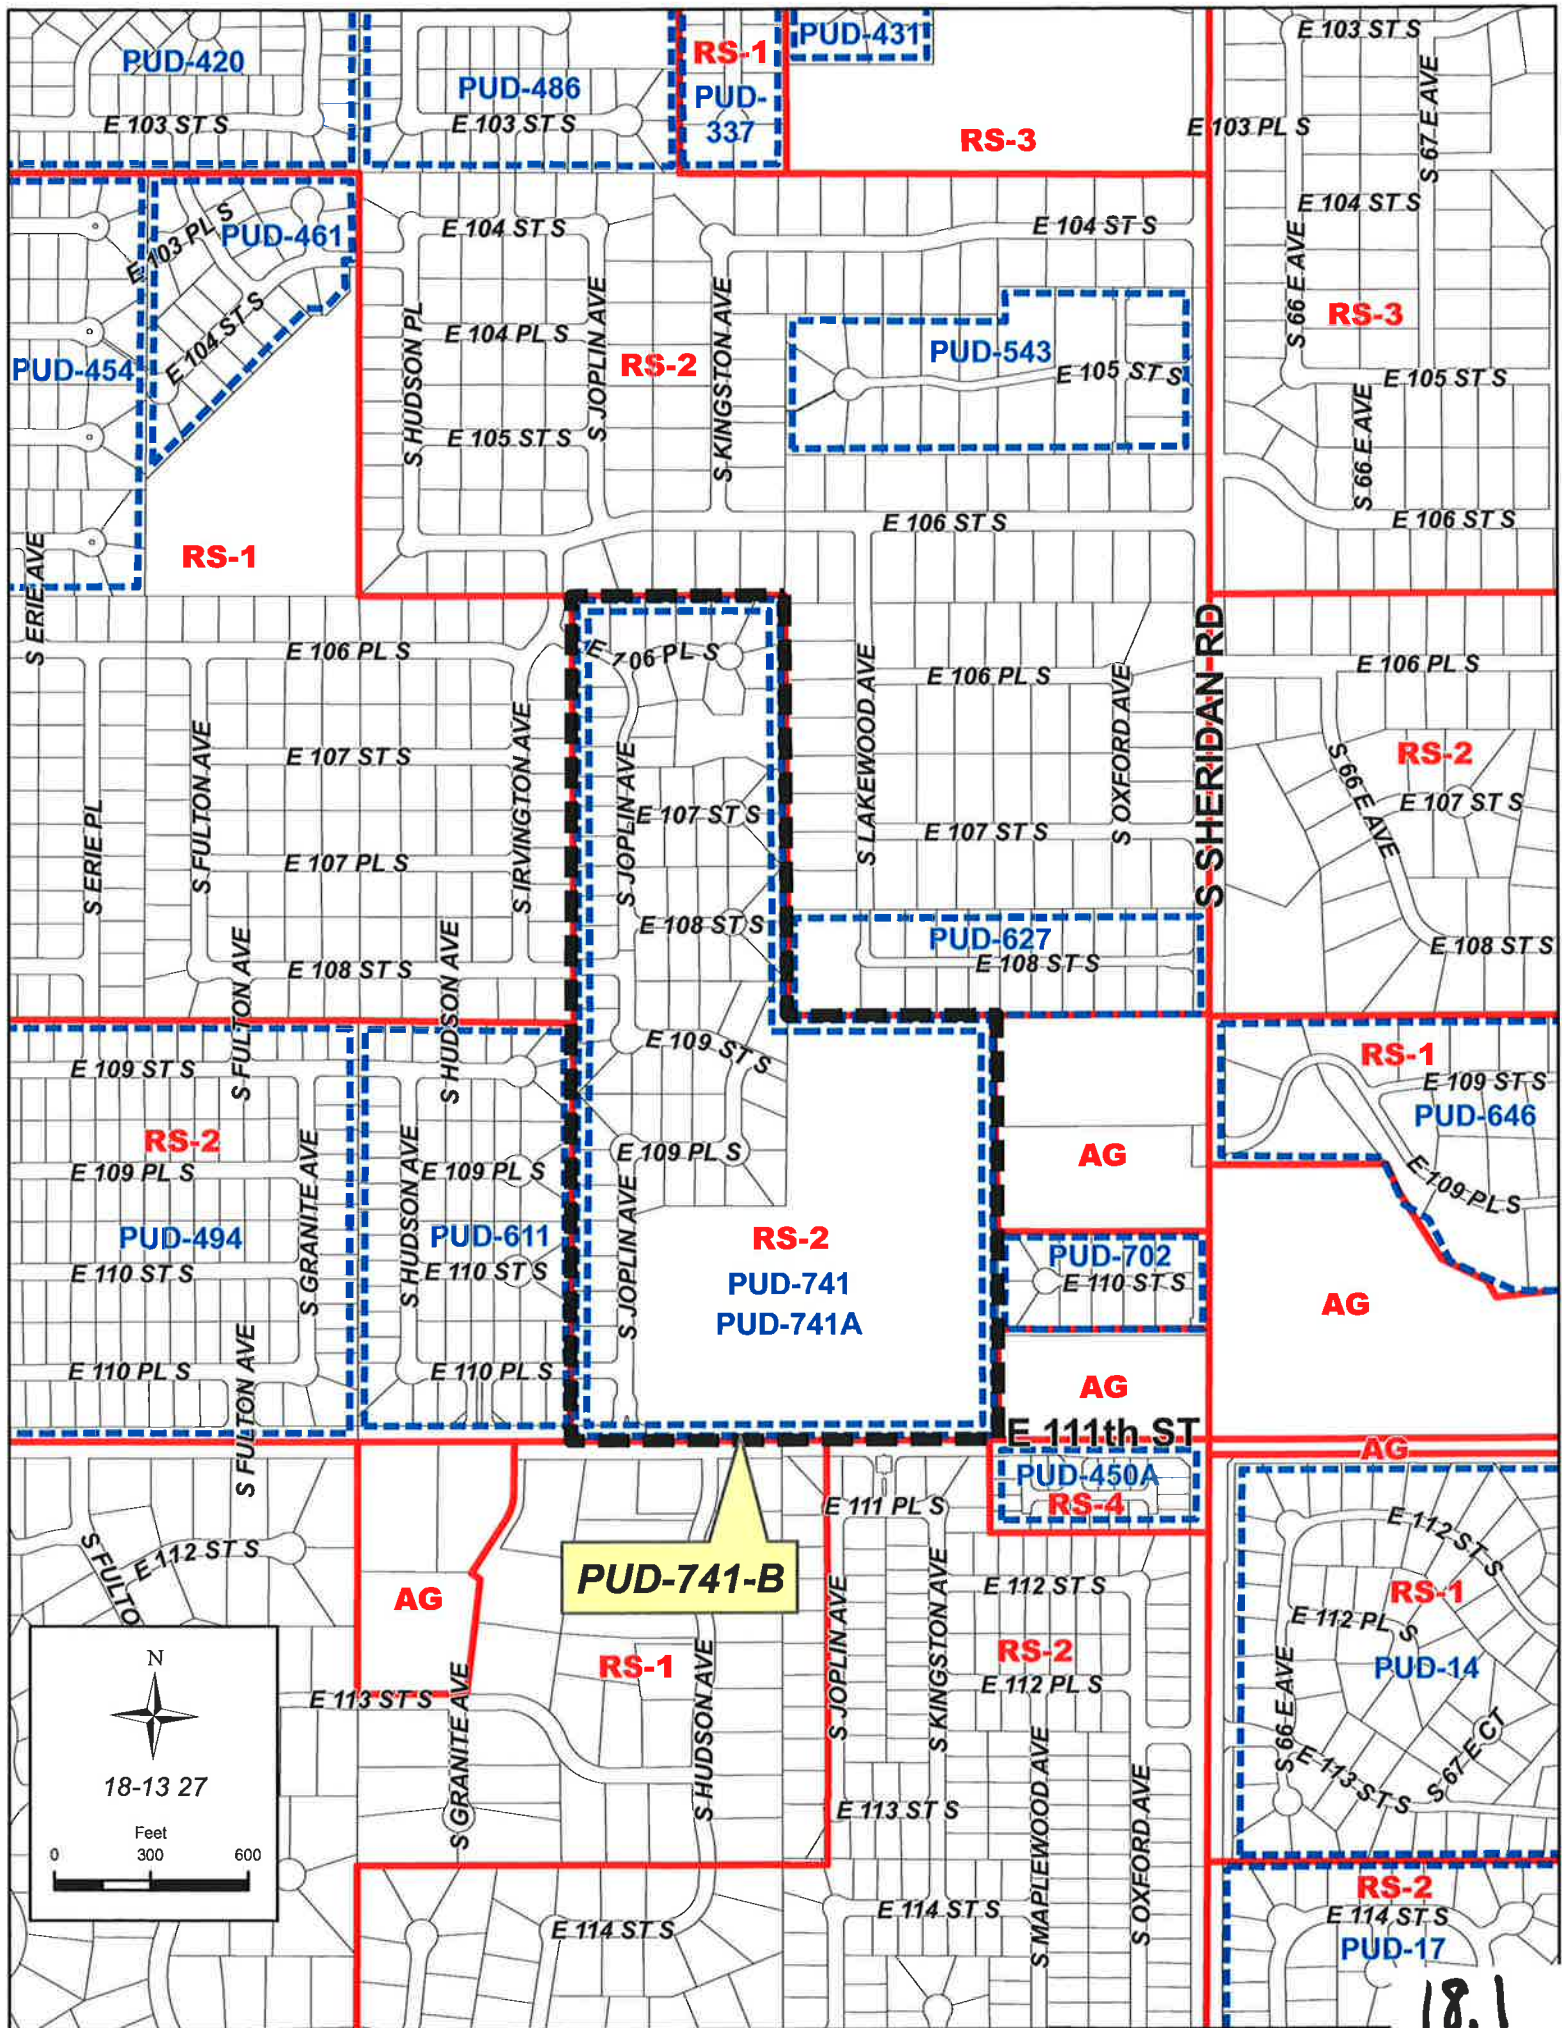 PUD-420
PUD-486
RS-1
PUD-
337
PUD-431
RS-3
E 103 ST S
E 103 ST S
E 103 ST S
E 103 PL S
S 67 E AVE
E 104 ST S
E 103 PL S
PUD-461
E 104 ST S
E 104 ST S
E 104 ST S
PUD-454
S HUDSON PL
E 104 PL S
S JOPLIN AVE
RS-2
S KINGSTON AVE
PUD-543
E 105 ST S
S 66 E AVE
RS-3
E 105 ST S
E 105 ST S
S 66 E AVE
E 106 ST S
E 106 ST S
RS-1
S ERIE AVE
E 106 PL S
E 106 PL S
E 106 PL S
E 106 PL S
S LAKEWOOD AVE
S OXFORD AVE
S SHERIDAN RD
S FULTON AVE
E 107 ST S
S IRVINGTON AVE
S JOPLIN AVE
E 107 ST S
E 107 ST S
RS-2
S 66 E AVE
E 107 ST S
S ERIE PL
E 107 PL S
E 108 ST S
PUD-627
E 108 ST S
E 108 ST S
S FULTON AVE
E 108 ST S
S HUDSON AVE
E 109 ST S
E 109 ST S
RS-1
E 109 ST S
PUD-646
RS-2
E 109 PL S
S GRANITE AVE
S HUDSON AVE
E 109 PL S
E 109 PL S
AG
E 109 PL S
PUD-494
PUD-611
S JOPLIN AVE
RS-2
PUD-741
PUD-741A
PUD-702
E 110 ST S
E 110 ST S
E 110 ST S
AG
S FULTON AVE
E 110 PL S
E 110 PL S
AG
E 111th ST
AG
PUD-450A
RS-4
E 111 PL S
PUD-741-B
S FULTO
E 112 ST S
AG
S JOPLIN AVE
S KINGSTON AVE
E 112 ST S
RS-2
E 112 PL S
E 112 ST S
RS-1
E 112 PL S
PUD-14
S 66 E AVE
S 67 E CT
E 113 ST S
RS-1
S HUDSON AVE
E 113 ST S
S GRANITE AVE
E 113 ST S
S MAPLEWOOD AVE
S OXFORD AVE
N
18-13 27
Feet
0 300 600
E 114 ST S
E 114 ST S
RS-2
E 114 ST S
PUD-17
18.1